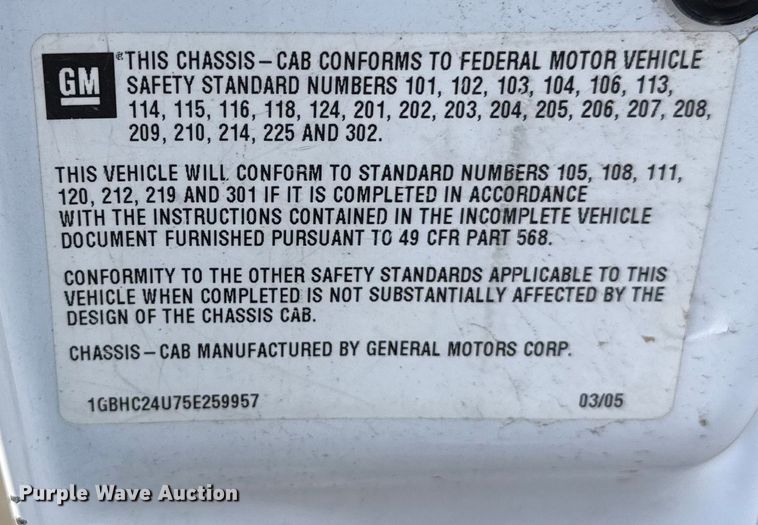 GM
®THIS CHASSIS-CAB CONFORMS TO FEDERAL MOTOR VEHICLE
SAFETY STANDARD NUMBERS 101, 102, 103, 104, 106, 113,
114, 115, 116, 118, 124, 201, 202, 203, 204, 205, 206, 207, 208,
209, 210, 214, 225 AND 302.
THIS VEHICLE WILL CONFORM TO STANDARD NUMBERS 105, 108, 111,
120, 212, 219 AND 301 IF IT IS COMPLETED IN ACCORDANCE
WITH THE INSTRUCTIONS CONTAINED IN THE INCOMPLETE VEHICLE
DOCUMENT FURNISHED PURSUANT TO 49 CFR PART 568.
CONFORMITY TO THE OTHER SAFETY STANDARDS APPLICABLE TO THIS
VEHICLE WHEN COMPLETED IS NOT SUBSTANTIALLY AFFECTED BY THE
DESIGN OF THE CHASSIS CAB.
CHASSIS-CAB MANUFACTURED BY GENERAL MOTORS CORP.
1GBHC24U75E259957 03/05
Purple Wave Auction